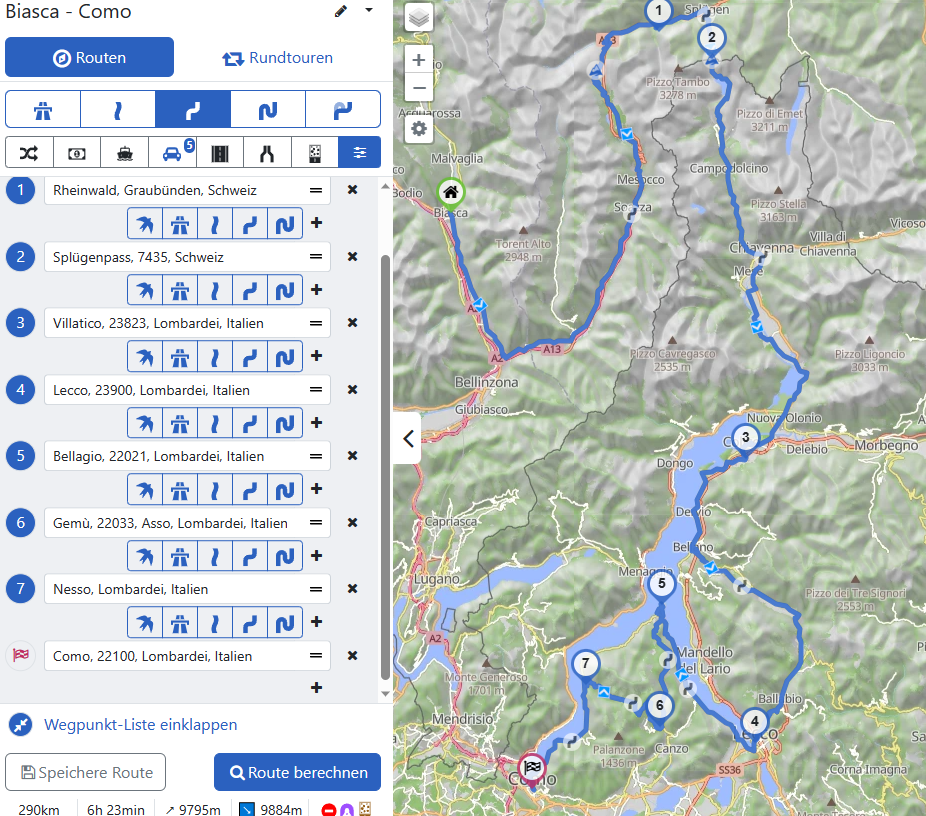 Biasca - Como
Routen
Rundtouren
5
1
Rheinwald, Graubünden, Schweiz
2
Splügenpass, 7435, Schweiz
3
Villatico, 23823, Lombardei, Italien
4
Lecco, 23900, Lombardei, Italien
5
Bellagio, 22021, Lombardei, Italien
6
Gemù, 22033, Asso, Lombardei, Italien
7
Nesso, Lombardei, Italien
Como, 22100, Lombardei, Italien
Wegpunkt-Liste einklappen
Speichere Route
Route berechnen
290km
6h 23min
9795m
9884m
A
1
Splügen
2
Pizzo Tambo
3278 m
Pizzo di Emet
3211 m
Acquarossa
Malvaglia
Biasca
Mesocco
Soazza
Campodolcino
Pizzo Stella
3163 m
Torent Alto
2948 m
Chiavenna
Villa di
Chiavenna
Vicoso
Mese
A13
A2
Bellinzona
Giubiasco
Pizzo Cavregasco
2535 m
Pizzo Ligoncio
3033 m
Nuova Olonio
3
Delebio
Morbegno
Dongo
Dervio
Capriasca
Bellano
Lugano
Menaggio
5
Pizzo dei Tre Signori
2553 m
A2
Mandello
del Lario
Monte Generoso
1701 m
7
6
Ballabio
4
Mendrisio
Palanzone
1436 m
Canzo
Lecco
SS36
Corna Imagna
Como